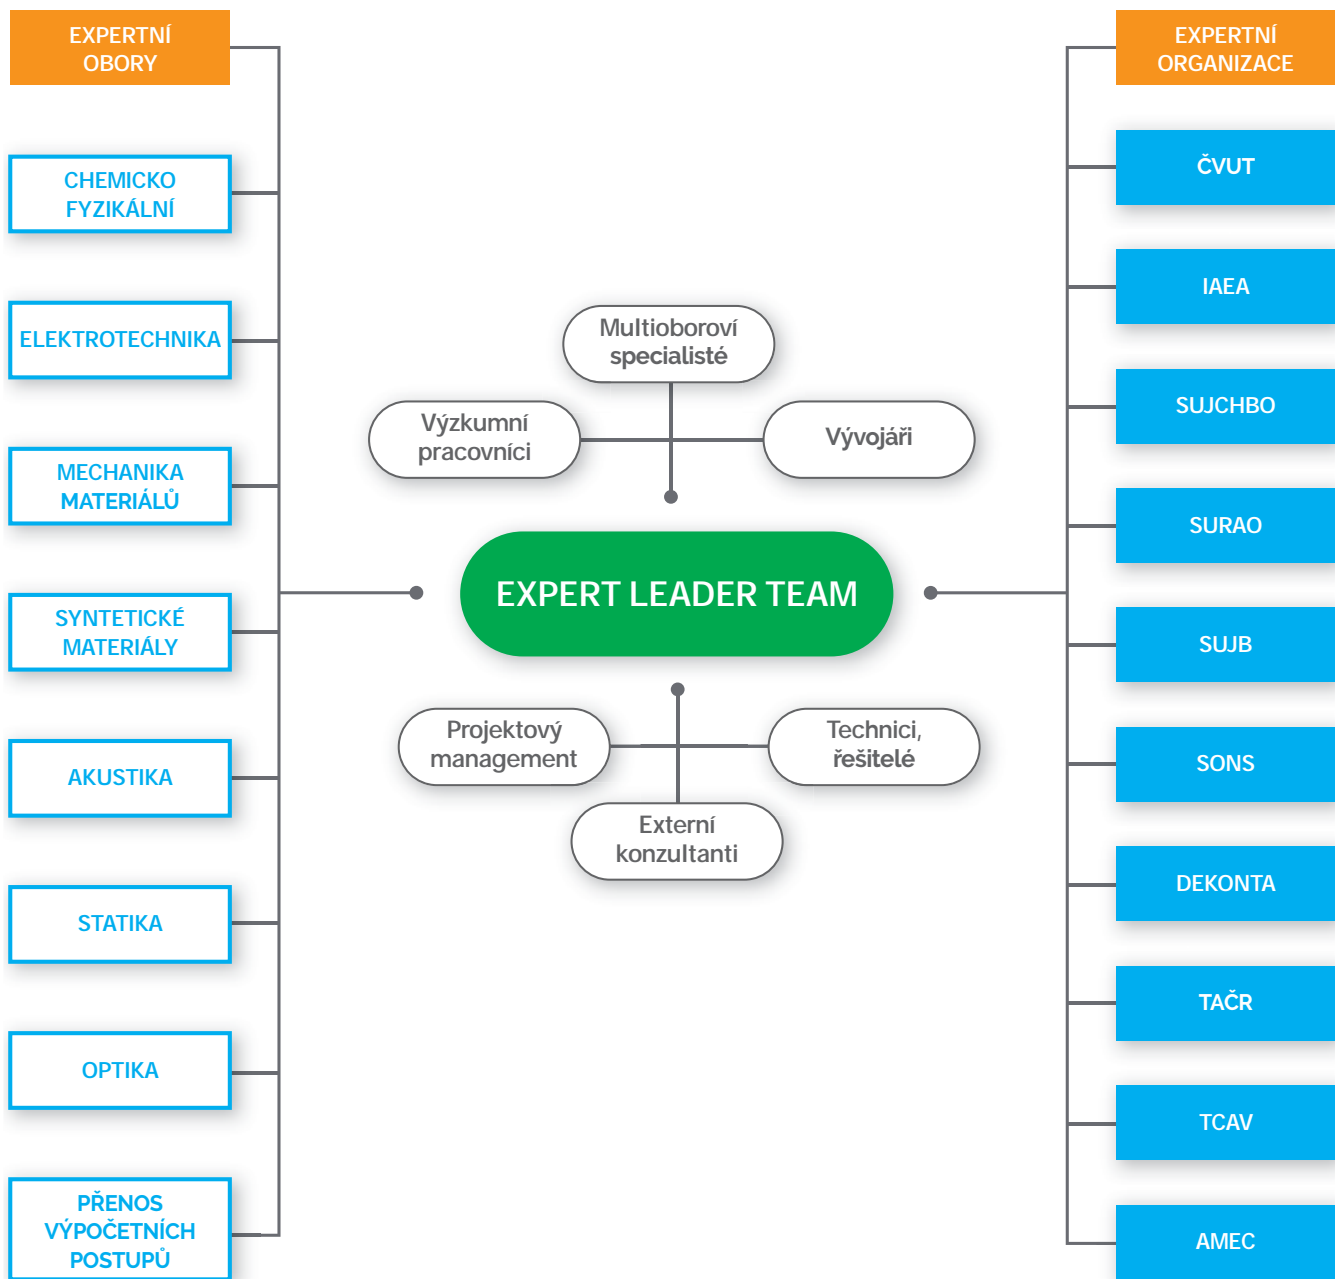 EXPERTNÍ
OBORY
CHEMICKO
FYZIKÁLNÍ
ELEKTROTECHNIKA
MECHANIKA
MATERIÁLŮ
SYNTETICKÉ
MATERIÁLY
AKUSTIKA
STATIKA
OPTIKA
PŘENOS
VÝPOČETNÍCH
POSTUPŮ
Multioboroví
specialisté
Výzkumní
pracovníci
Vývojáři
EXPERT LEADER TEAM
Projektový
management
Technici,
řešitelé
Externí
konzultanti
EXPERTNÍ
ORGANIZACE
ČVUT
IAEA
SUJCHBO
SURAO
SUJB
SONS
DEKONTA
TAČR
TCAV
AMEC